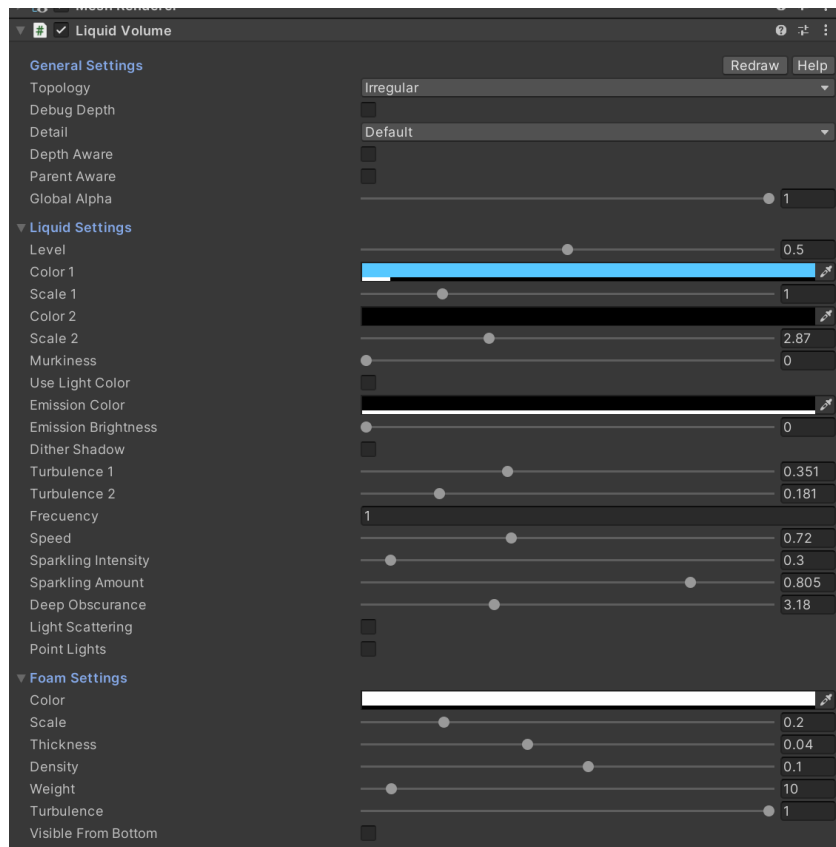 Mesh Renderer
# Liquid Volume
General Settings Redraw Help
Topology Irregular
Debug Depth
Detail Default
Depth Aware
Parent Aware
Global Alpha 1
Liquid Settings
Level 0.5
Color 1
Scale 1 1
Color 2
Scale 2 2.87
Murkiness 0
Use Light Color
Emission Color
Emission Brightness 0
Dither Shadow
Turbulence 1 0.351
Turbulence 2 0.181
Frecuency 1
Speed 0.72
Sparkling Intensity 0.3
Sparkling Amount 0.805
Deep Obscurance 3.18
Light Scattering
Point Lights
Foam Settings
Color
Scale 0.2
Thickness 0.04
Density 0.1
Weight 10
Turbulence 1
Visible From Bottom